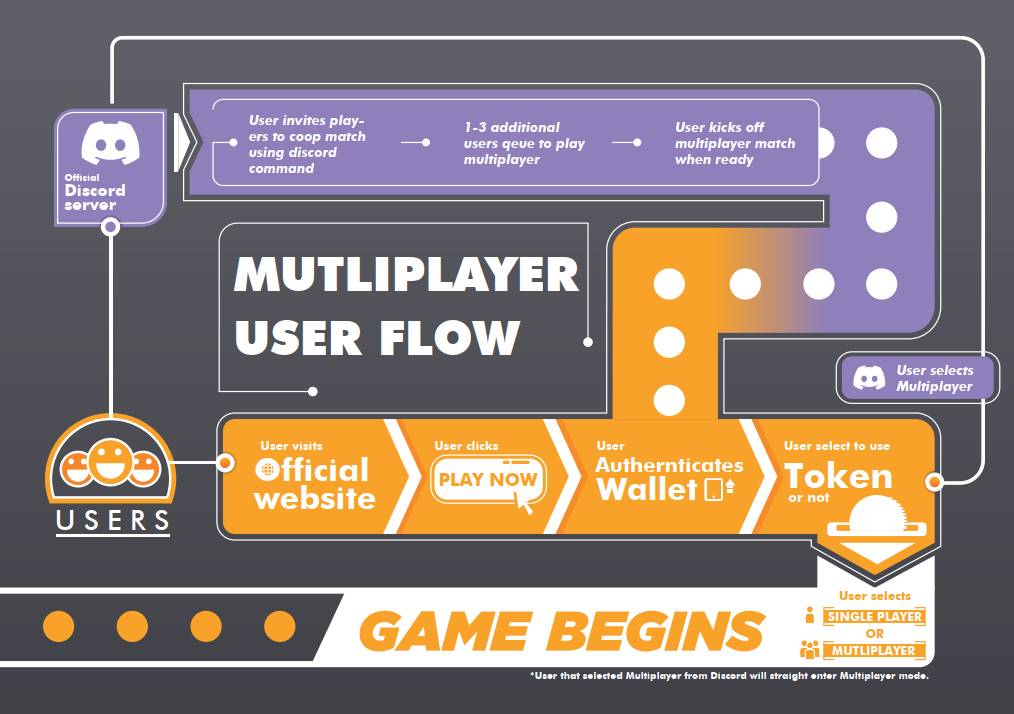 User invites play-
ers to coop match
using discord
command
1-3 additional
users qeue to play
multiplayer
User kicks off
multiplayer match
when ready
Official
Discord
server
MUTLIPLAYER
USER FLOW
User selects
Multiplayer
User visits
Official
website
User clicks
PLAY NOW
User
Authernticates
Wallet
User select to use
Token
or not
USERS
GAME BEGINS
User selects
SINGLE PLAYER
OR
MUTLIPLAYER
*User that selected Multiplayer from Discord will straight enter Multiplayer mode.